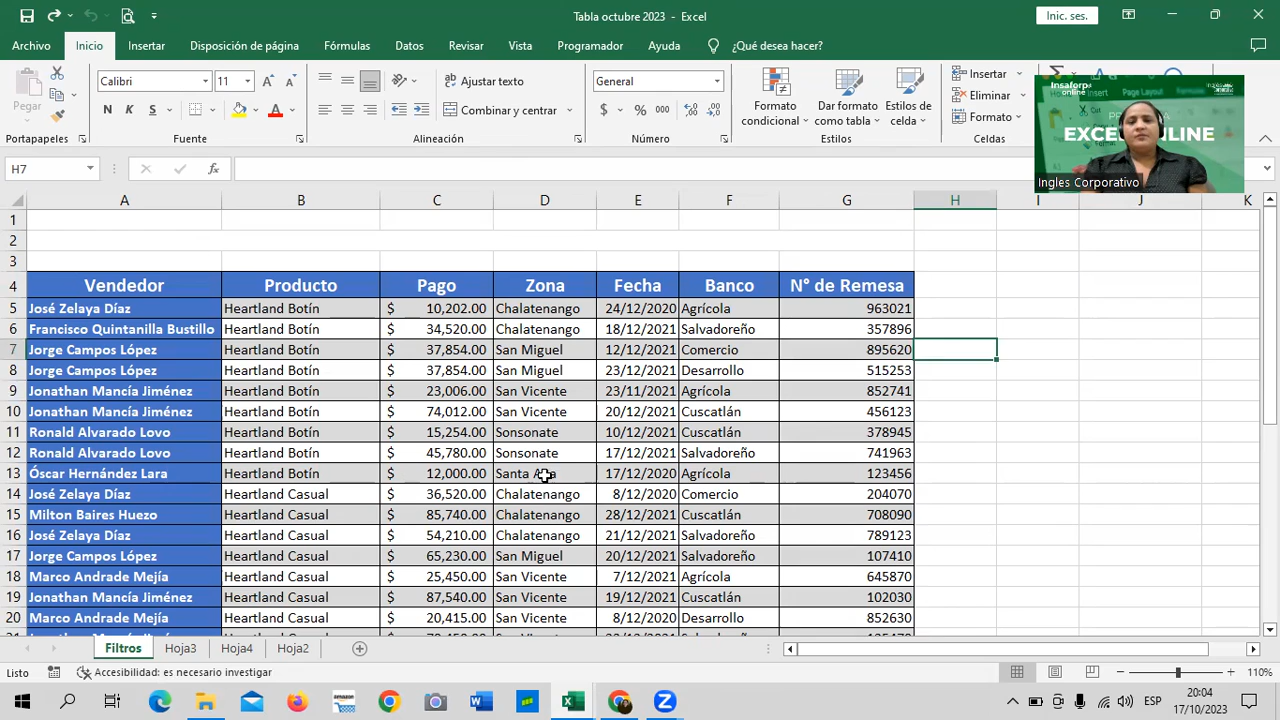 Tabla octubre 2023 - Excel
Inic. ses.
Archivo Inicio Insertar Disposición de página Fórmulas Datos Revisar Vista Programador Ayuda ¿Qué desea hacer?
Pegar
Calibri 11
N K S
Ajustar texto
Combinar y centrar
General
$ % 000
Formato condicional
Dar formato como tabla
Estilos de celda
Insertar
Eliminar
Formato
Portapapeles Fuente Alineación Número Estilos Celdas
Insaforp online
EXCEL ONLINE
Ingles Corporativo
H7 fx
A B C D E F G H I J K
1
2
3
4 Vendedor Producto Pago Zona Fecha Banco N° de Remesa
5 José Zelaya Díaz Heartland Botín $ 10,202.00 Chalatenango 24/12/2020 Agrícola 963021
6 Francisco Quintanilla Bustillo Heartland Botín $ 34,520.00 Chalatenango 18/12/2021 Salvadoreño 357896
7 Jorge Campos López Heartland Botín $ 37,854.00 San Miguel 12/12/2021 Comercio 895620
8 Jorge Campos López Heartland Botín $ 37,854.00 San Miguel 23/12/2021 Desarrollo 515253
9 Jonathan Mancía Jiménez Heartland Botín $ 23,006.00 San Vicente 23/11/2021 Agrícola 852741
10 Jonathan Mancía Jiménez Heartland Botín $ 74,012.00 San Vicente 20/12/2021 Cuscatlán 456123
11 Ronald Alvarado Lovo Heartland Botín $ 15,254.00 Sonsonate 10/12/2021 Cuscatlán 378945
12 Ronald Alvarado Lovo Heartland Botín $ 45,780.00 Sonsonate 17/12/2021 Salvadoreño 741963
13 Óscar Hernández Lara Heartland Botín $ 12,000.00 Santa Ana 17/12/2020 Agrícola 123456
14 José Zelaya Díaz Heartland Casual $ 36,520.00 Chalatenango 8/12/2020 Comercio 204070
15 Milton Baires Huezo Heartland Casual $ 85,740.00 Chalatenango 28/12/2021 Cuscatlán 708090
16 José Zelaya Díaz Heartland Casual $ 54,210.00 Chalatenango 21/12/2021 Salvadoreño 789123
17 Jorge Campos López Heartland Casual $ 65,230.00 San Miguel 20/12/2021 Salvadoreño 107410
18 Marco Andrade Mejía Heartland Casual $ 25,450.00 San Vicente 7/12/2021 Agrícola 645870
19 Jonathan Mancía Jiménez Heartland Casual $ 87,540.00 San Vicente 19/12/2021 Cuscatlán 102030
20 Marco Andrade Mejía Heartland Casual $ 20,415.00 San Vicente 8/12/2020 Desarrollo 852630
Filtros Hoja3 Hoja4 Hoja2
Listo Accesibilidad: es necesario investigar 110%
ESP
20:04
17/10/2023